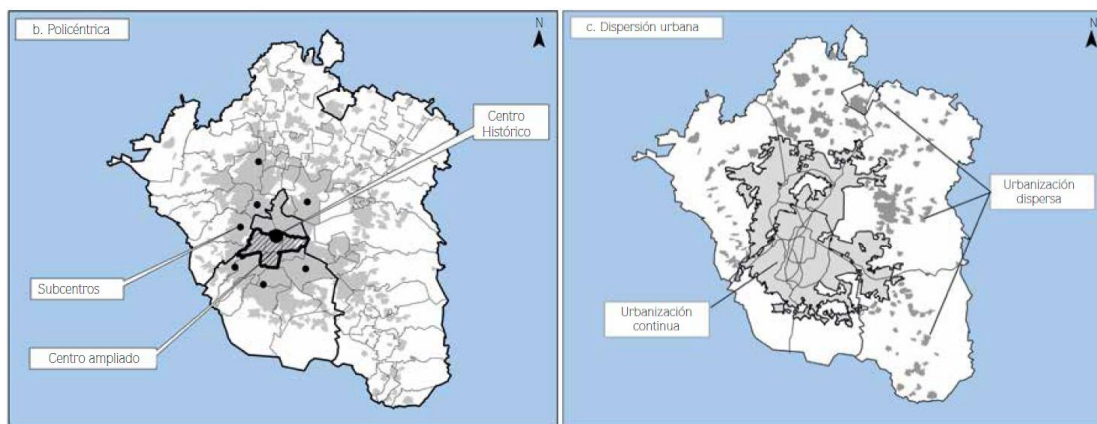 b. Policéntrica
N
Centro
Histórico
Subcentros
Centro ampliado
c. Dispersión urbana
N
Urbanización
dispersa
Urbanización
continua